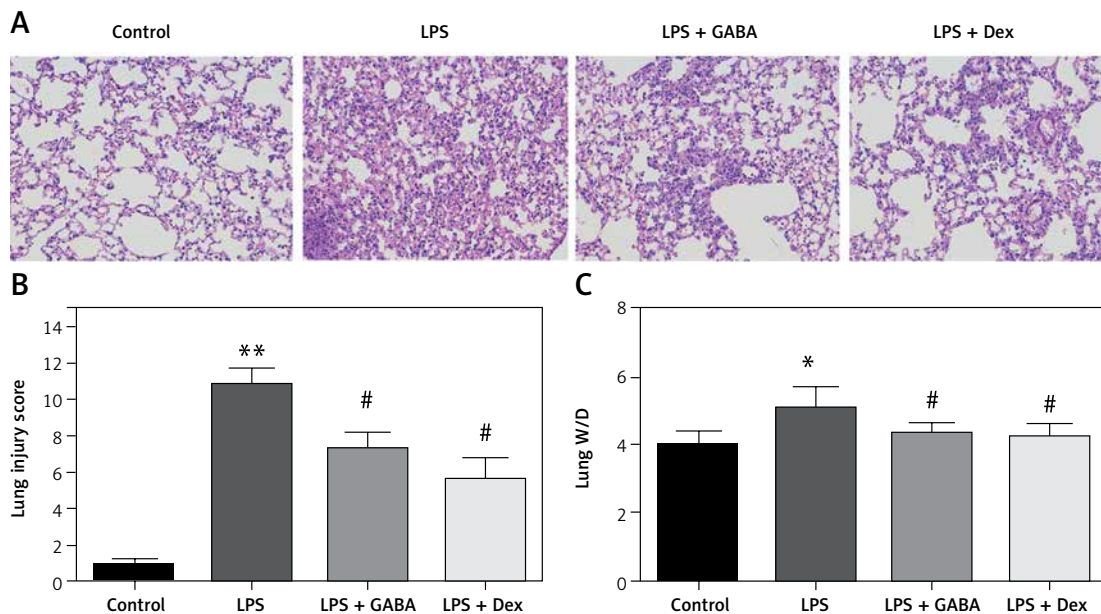 A
Control
LPS
LPS + GABA
LPS + Dex
B
Lung injury score
14
12
10
8
6
4
2
0
**
#
#
Control
LPS
LPS + GABA
LPS + Dex
C
Lung W/D
8
6
4
2
0
*
#
#
Control
LPS
LPS + GABA
LPS + Dex